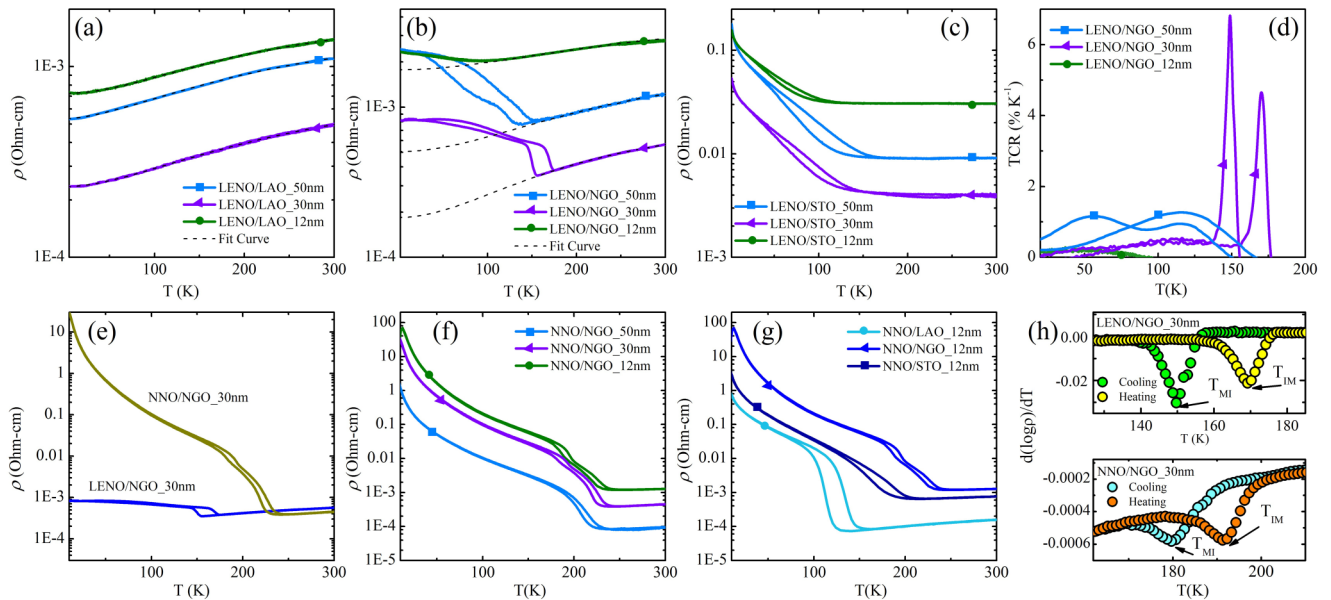 (a)
ρ (Ohm-cm)
1E-3
1E-4
LENO/LAO_50nm
LENO/LAO_30nm
LENO/LAO_12nm
Fit Curve
100 200 300
T (K)
(b)
ρ (Ohm-cm)
1E-3
1E-4
LENO/NGO_50nm
LENO/NGO_30nm
LENO/NGO_12nm
Fit Curve
100 200 300
T (K)
(c)
ρ (Ohm-cm)
0.1
0.01
1E-3
LENO/STO_50nm
LENO/STO_30nm
LENO/STO_12nm
100 200 300
T (K)
(d)
LENO/NGO_50nm
LENO/NGO_30nm
LENO/NGO_12nm
TCR (% K⁻¹)
6
4
2
0
50 100 150 200
T(K)
(e)
ρ (Ohm-cm)
10
1
0.1
0.01
1E-3
1E-4
NNO/NGO_30nm
LENO/NGO_30nm
100 200 300
T (K)
(f)
NNO/NGO_50nm
NNO/NGO_30nm
NNO/NGO_12nm
ρ (Ohm-cm)
100
10
1
0.1
0.01
1E-3
1E-4
1E-5
100 200 300
T (K)
(g)
NNO/LAO_12nm
NNO/NGO_12nm
NNO/STO_12nm
ρ (Ohm-cm)
100
10
1
0.1
0.01
1E-3
1E-4
1E-5
100 200 300
T (K)
(h)
LENO/NGO_30nm
0.00
-0.02
Cooling
Heating
T_MI
T_IM
140 160 180
T (K)
d(logρ)/dT
NNO/NGO_30nm
Cooling
Heating
-0.0002
-0.0004
-0.0006
T_MI
T_IM
180 200
T(K)